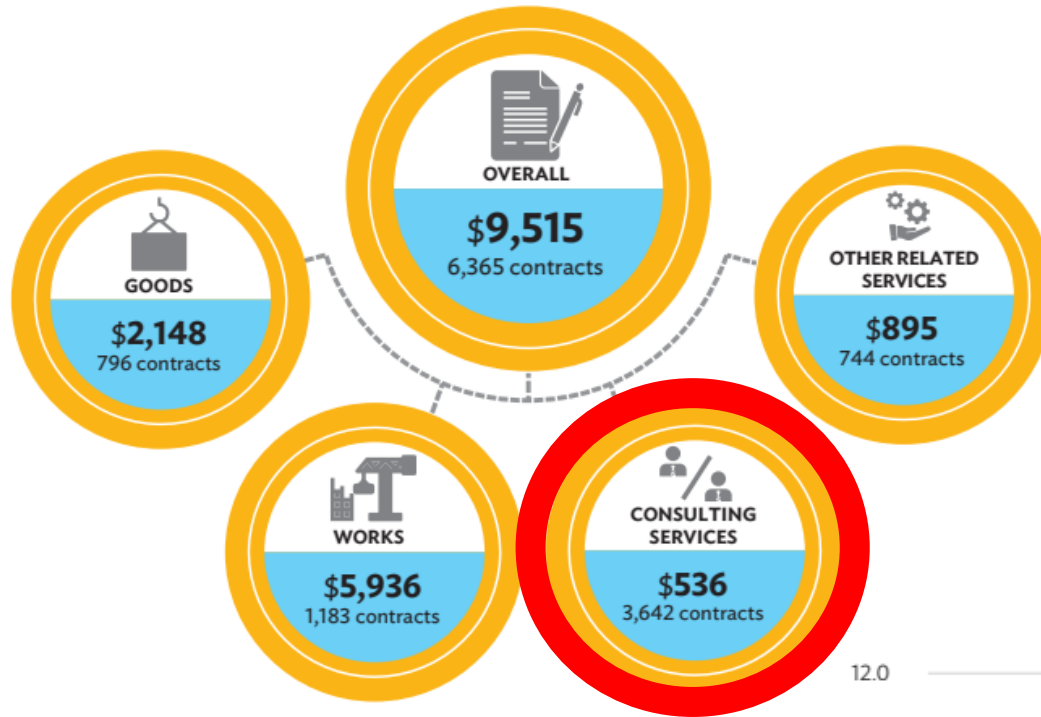 OVERALL
$9,515
6,365 contracts
GOODS
$2,148
796 contracts
OTHER RELATED
SERVICES
$895
744 contracts
WORKS
$5,936
1,183 contracts
CONSULTING
SERVICES
$536
3,642 contracts
12.0